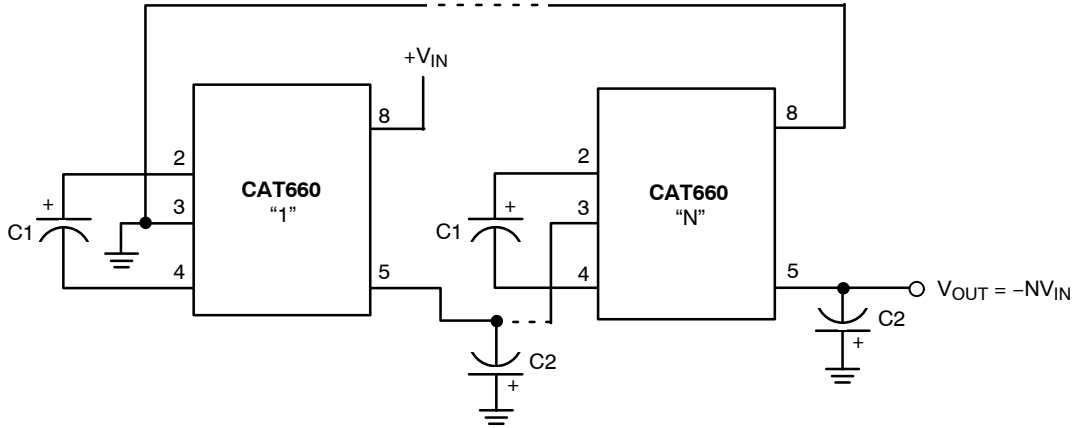 +V_IN
8
8
2
2
CAT660
"1"
CAT660
"N"
+
3
+
3
C1
C1
4
5
4
5
V_OUT = –NV_IN
C2
+
C2
+